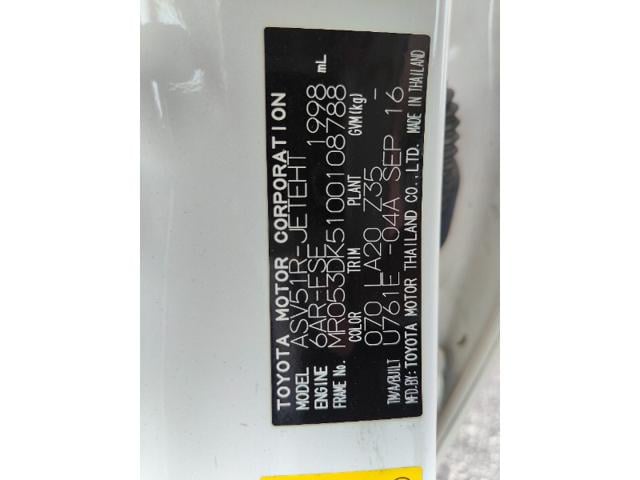 TOYOTA MOTOR CORPORATION
MODEL ASV51R-JETEHT
ENGINE 6AR-FSE 1998 mL
FRAME No. MR053DK5100108788
COLOR TRIM PLANT GVM(kg)
070 LA20 Z35 -
TM/A/BUILT U761E -04A SEP 16
MFD.BY: TOYOTA MOTOR THAILAND CO., LTD. MADE IN THAILAND